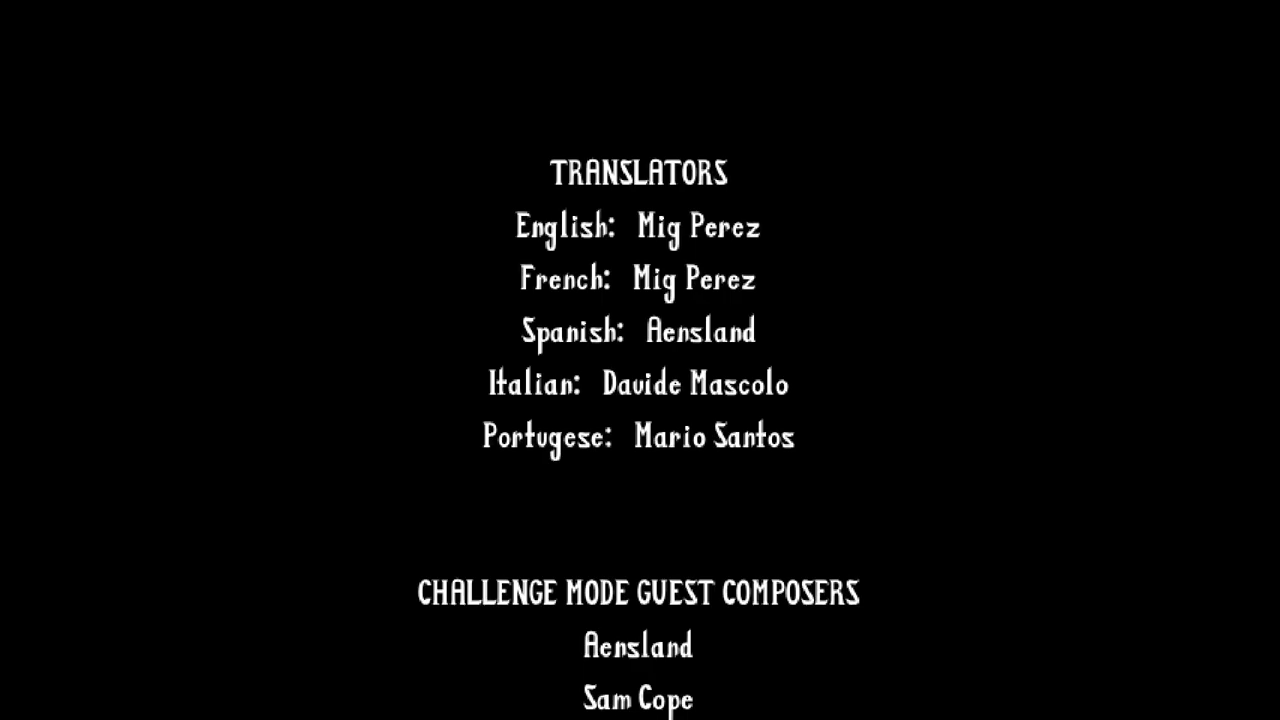 TRANSLATORS
English: Mig Perez
French: Mig Perez
Spanish: Aensland
Italian: Davide Mascolo
Portugese: Mario Santos
CHALLENGE MODE GUEST COMPOSERS
Aensland
Sam Cope